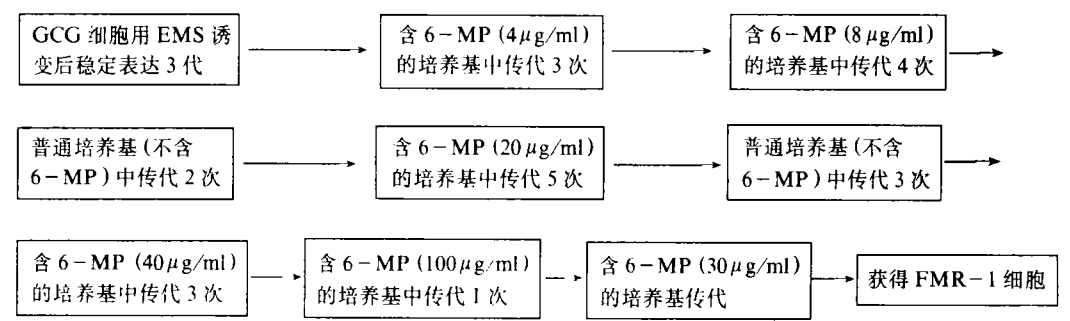 GCG 细胞用 EMS 诱
变后稳定表达 3 代
含 6-MP (4μg/ml)
的培养基中传代 3 次
含 6-MP (8μg/ml)
的培养基中传代 4 次
普通培养基(不含
6-MP)中传代 2 次
含 6-MP (20μg/ml)
的培养基中传代 5 次
普通培养基(不含
6-MP)中传代 3 次
含 6-MP (40μg/ml)
的培养基中传代 3 次
含 6-MP (100μg/ml)
的培养基中传代 1 次
含 6-MP (30μg/ml)
的培养基传代
获得 FMR-1 细胞